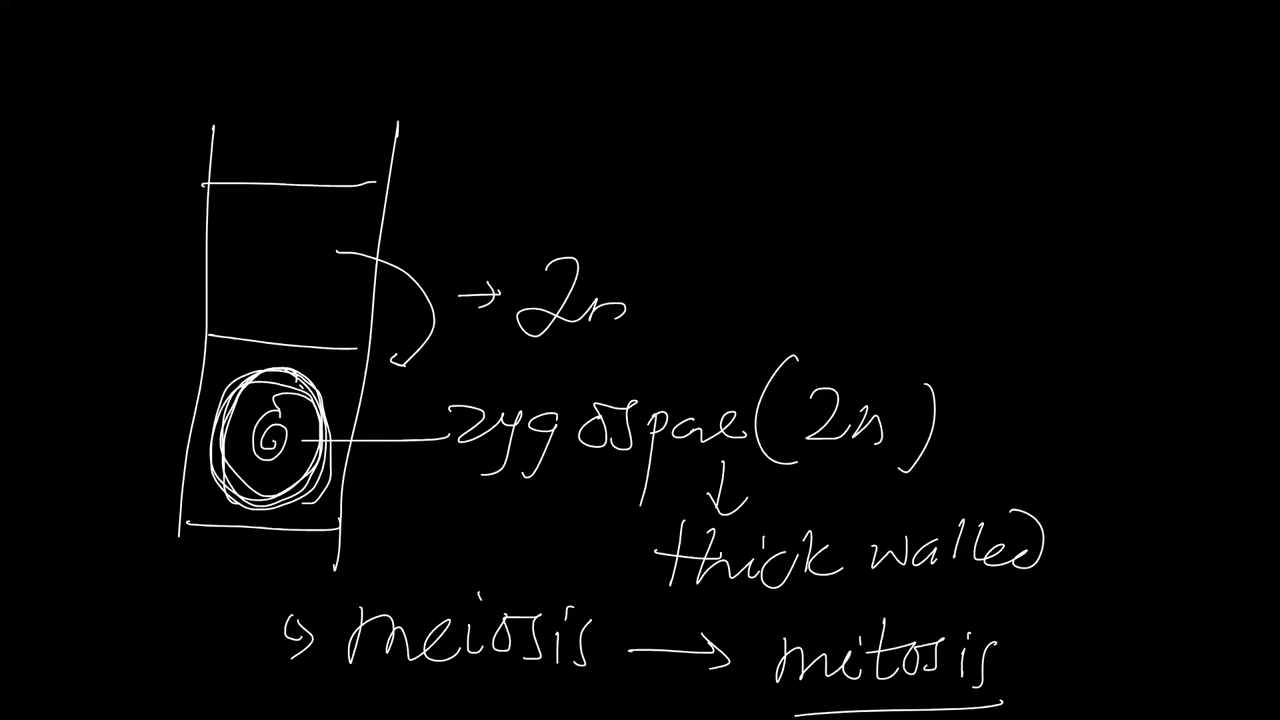 → 2n
zygospore (2n)
↓
thick walled
↳ meiosis → mitosis